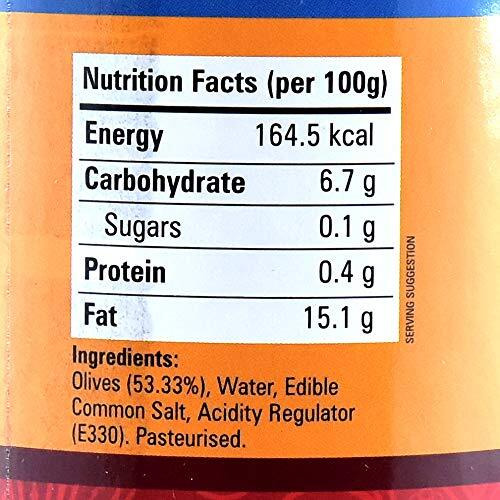 Nutrition Facts (per 100g)
Energy 164.5 kcal
Carbohydrate 6.7 g
Sugars 0.1 g
Protein 0.4 g
Fat 15.1 g
SERVING SUGGESTION
Ingredients:
Olives (53.33%), Water, Edible
Common Salt, Acidity Regulator
(E330). Pasteurised.